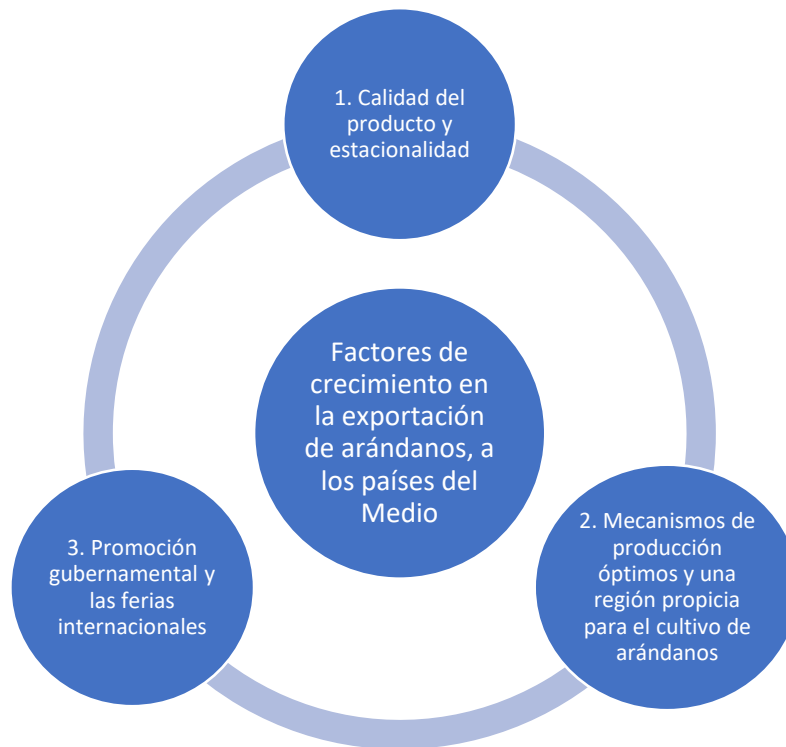 1. Calidad del
producto y
estacionalidad
Factores de
crecimiento en
la exportación
de arándanos, a
los países del
Medio
2. Mecanismos de
producción
óptimos y una
región propicia
para el cultivo de
arándanos
3. Promoción
gubernamental y
las ferias
internacionales